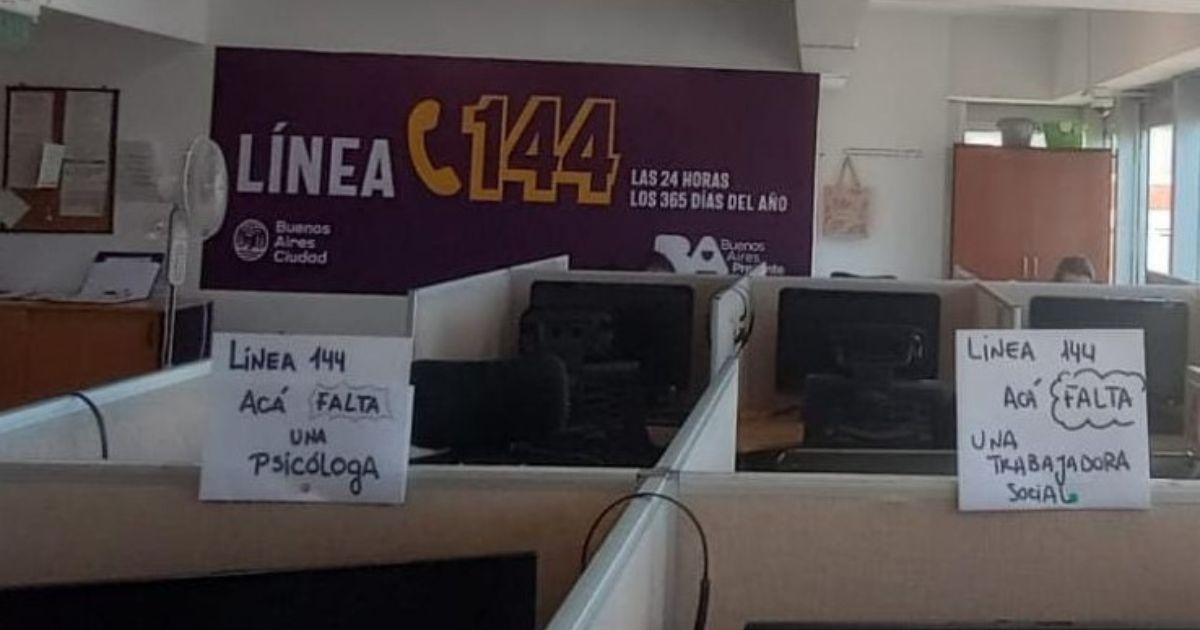 LÍNEA 144
LAS 24 HORAS
LOS 365 DÍAS DEL AÑO
Buenos
Aires
Ciudad
BA Buenos
Aires
LINEA 144
ACÁ FALTA
UNA
PSICÓLOGA
LINEA 144
ACÁ FALTA
UNA
TRABAJADORA
SOCIAL